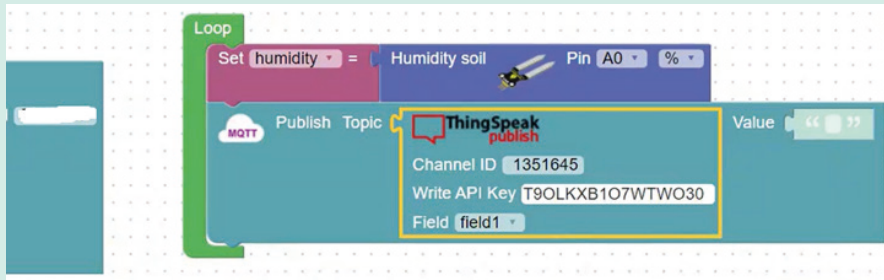 Loop
Set humidity = Humidity soil Pin A0 %
MQTT Publish Topic ThingSpeak publish Value “ ”
Channel ID 1351645
Write API Key T9OLKXB1O7WTWO30
Field field1